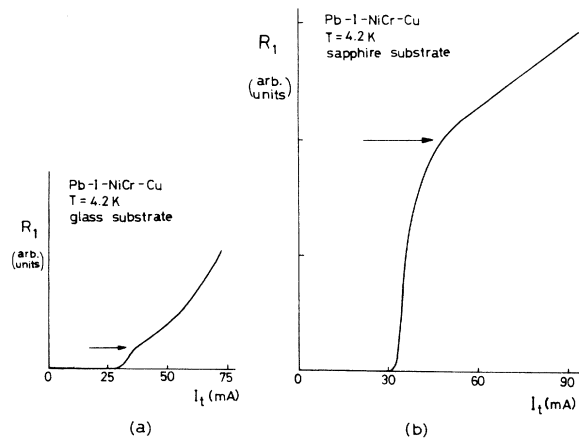 Pb-I-NiCr-Cu
T = 4.2 K
glass substrate
R1
(arb. units)
0
25
50
75
It (mA)
(a)
Pb-I-NiCr-Cu
T = 4.2 K
sapphire substrate
R1
(arb. units)
0
30
60
90
It (mA)
(b)